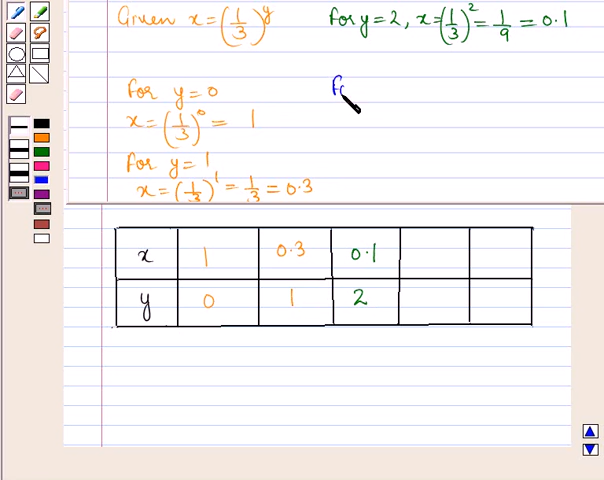 Given x = (1/3)^y
for y = 0
x = (1/3)^0 = 1
for y = 1
x = (1/3)^1 = 1/3 = 0.3
for y = 2, x = (1/3)^2 = 1/9 = 0.1
x 1 0.3 0.1
y 0 1 2